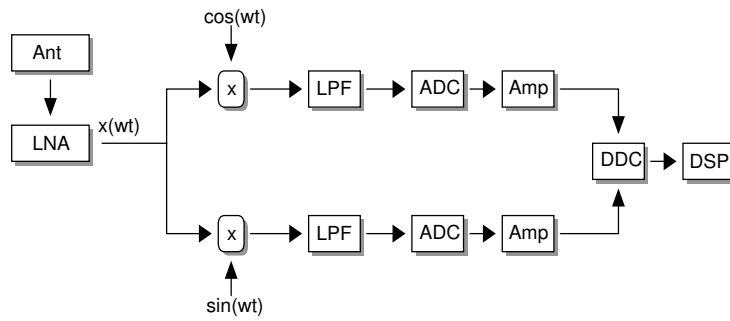 cos(wt)
Ant
x
LPF
ADC
Amp
LNA
x(wt)
DDC
DSP
x
LPF
ADC
Amp
sin(wt)